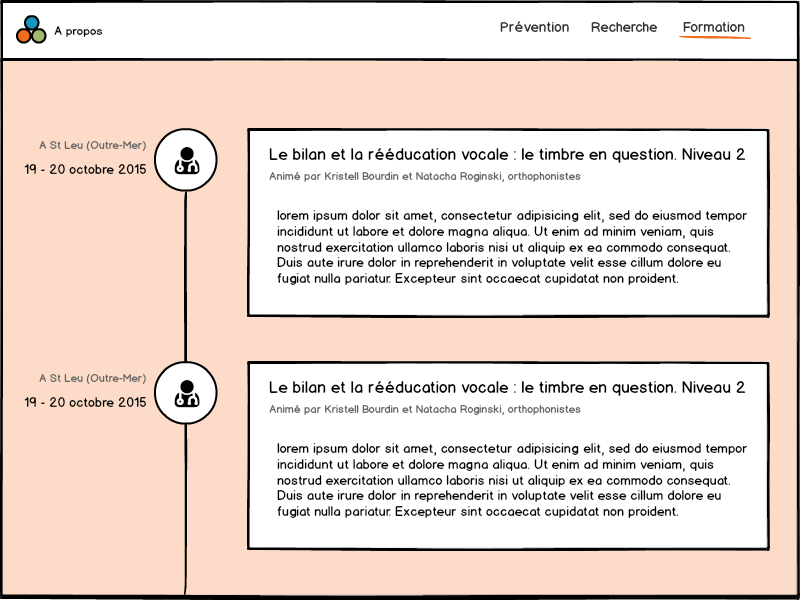 A propos
Prévention
Recherche
Formation
A St Leu (Outre-Mer)
19 - 20 octobre 2015
Le bilan et la rééducation vocale : le timbre en question. Niveau 2
Animé par Kristell Bourdin et Natacha Roginski, orthophonistes
lorem ipsum dolor sit amet, consectetur adipisicing elit, sed do eiusmod tempor
incididunt ut labore et dolore magna aliqua. Ut enim ad minim veniam, quis
nostrud exercitation ullamco laboris nisi ut aliquip ex ea commodo consequat.
Duis aute irure dolor in reprehenderit in voluptate velit esse cillum dolore eu
fugiat nulla pariatur. Excepteur sint occaecat cupidatat non proident.
A St Leu (Outre-Mer)
19 - 20 octobre 2015
Le bilan et la rééducation vocale : le timbre en question. Niveau 2
Animé par Kristell Bourdin et Natacha Roginski, orthophonistes
lorem ipsum dolor sit amet, consectetur adipisicing elit, sed do eiusmod tempor
incididunt ut labore et dolore magna aliqua. Ut enim ad minim veniam, quis
nostrud exercitation ullamco laboris nisi ut aliquip ex ea commodo consequat.
Duis aute irure dolor in reprehenderit in voluptate velit esse cillum dolore eu
fugiat nulla pariatur. Excepteur sint occaecat cupidatat non proident.